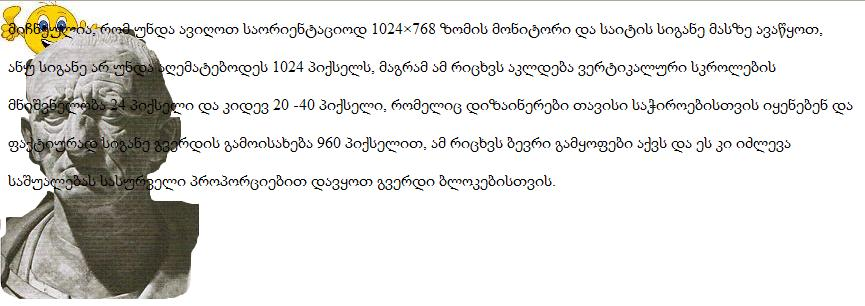 მიჩნეულია, რომ უნდა ავიღოთ საორიენტაციოდ 1024×768 ზომის მონიტორი და საიტის სიგანე მასზე ავაწყოთ,
ანუ სიგანე არ უნდა აღემატებოდეს 1024 პიქსელს, მაგრამ ამ რიცხვს აკლდება ვერტიკალური სკროლების
მნიშვნელობა 24 პიქსელი და კიდევ 20 -40 პიქსელი, რომელიც დიზაინერები თავისი საჭიროებისთვის იყენებენ და
ფაქტიურად სიგანე გვერდის გამოისახება 960 პიქსელით, ამ რიცხვს ბევრი გამყოფები აქვს და ეს კი იძლევა
საშუალებას სასურველი პროპორციებით დავყოთ გვერდი ბლოკებისთვის.